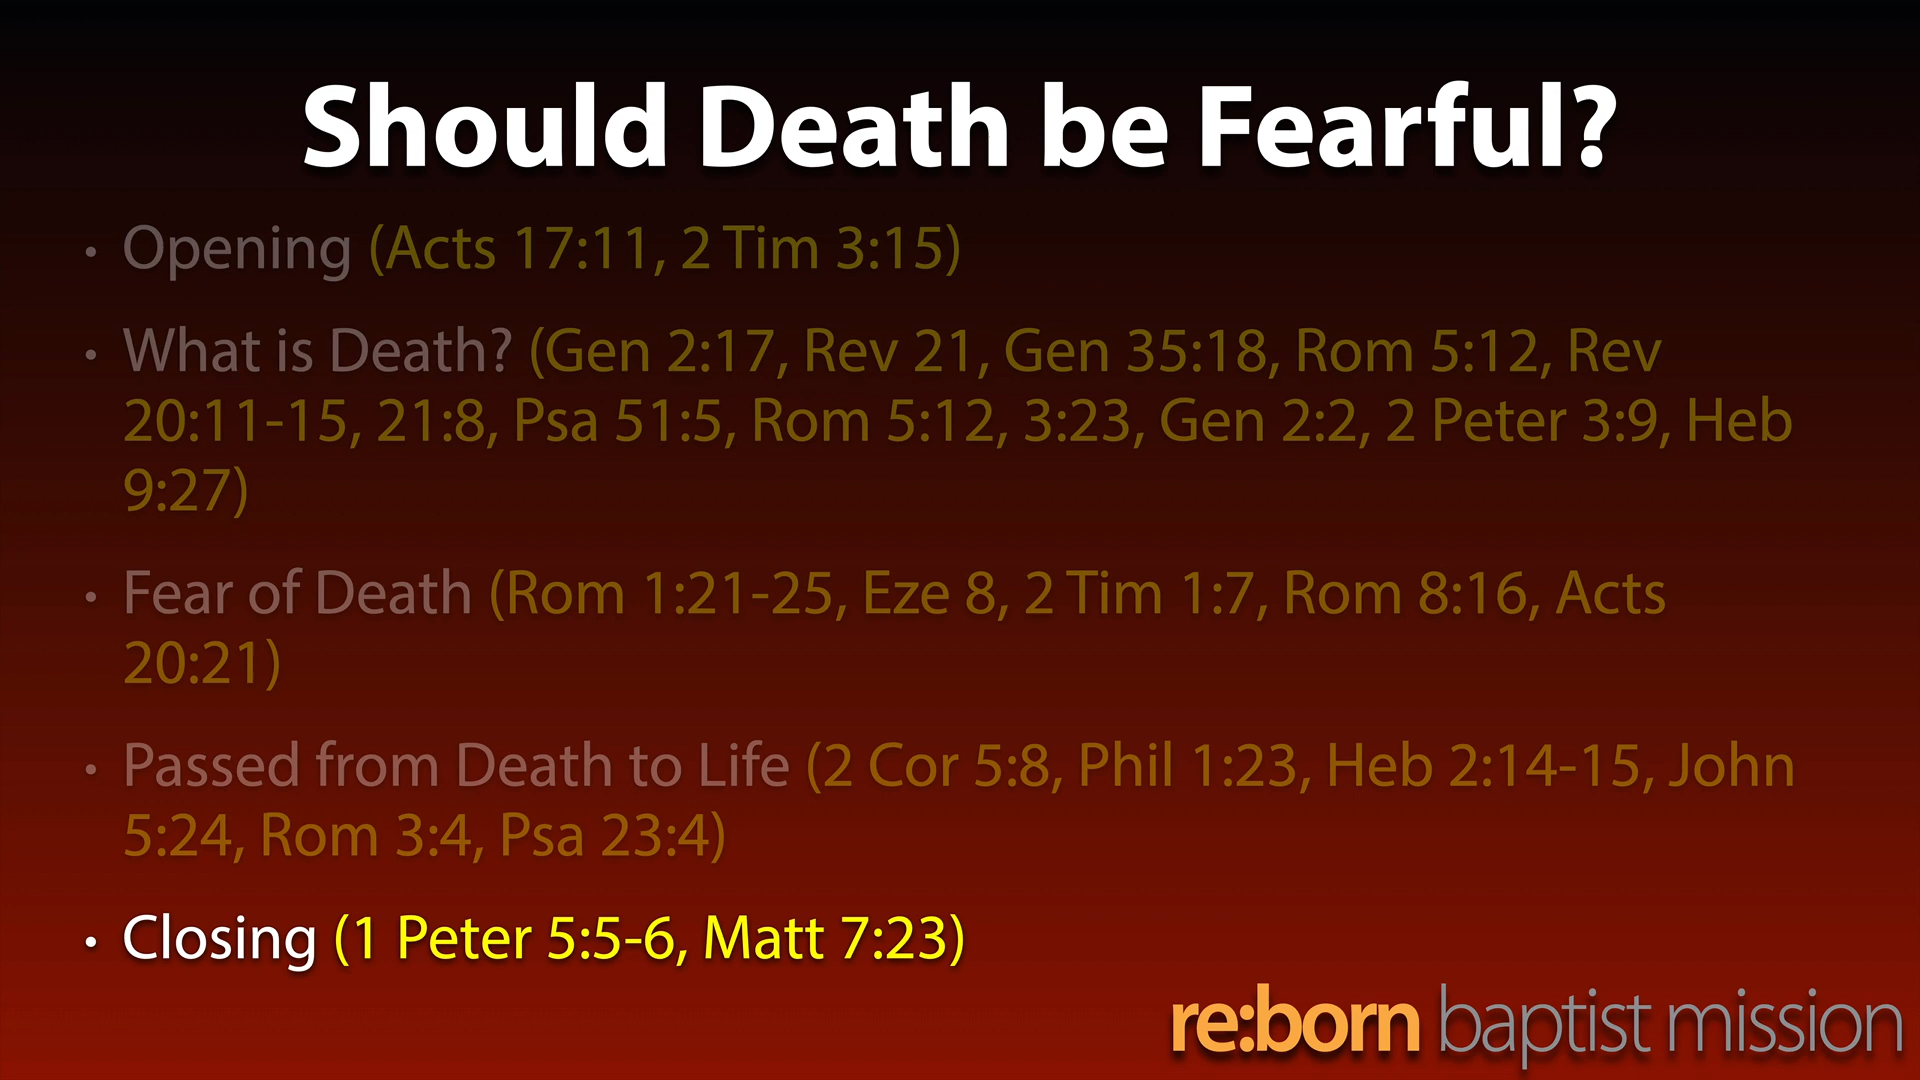 Should Death be Fearful?
• Opening (Acts 17:11, 2 Tim 3:15)
• What is Death? (Gen 2:17, Rev 21, Gen 35:18, Rom 5:12, Rev
20:11-15, 21:8, Psa 51:5, Rom 5:12, 3:23, Gen 2:2, 2 Peter 3:9, Heb
9:27)
• Fear of Death (Rom 1:21-25, Eze 8, 2 Tim 1:7, Rom 8:16, Acts
20:21)
• Passed from Death to Life (2 Cor 5:8, Phil 1:23, Heb 2:14-15, John
5:24, Rom 3:4, Psa 23:4)
• Closing (1 Peter 5:5-6, Matt 7:23)
re:born baptist mission